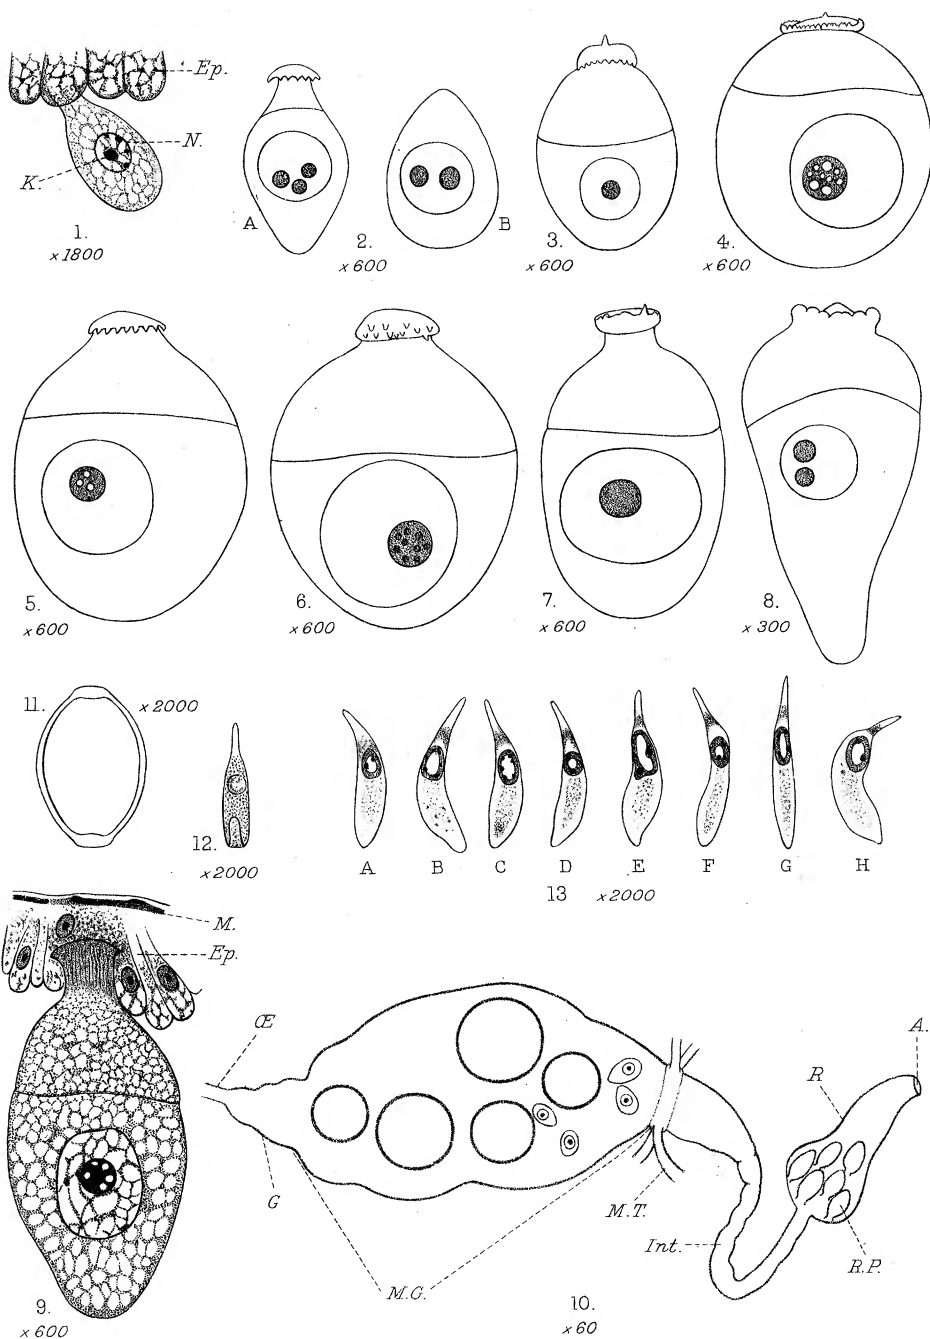 Ep.
N.
K.
1.
×1800
A
B
2.
×600
3.
×600
4.
×600
5.
×600
6.
×600
7.
×600
8.
×300
11.
×2000
12.
×2000
A B C D E F G H
13 ×2000
M.
Ep.
9.
×600
Œ
G
M.G.
M.T.
Int.
R
A.
R.P.
10.
×60